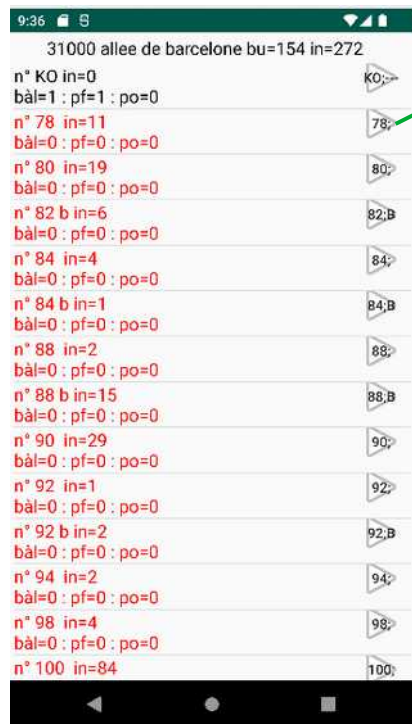 9:36
31000 allee de barcelone bu=154 in=272
n° KO in=0 KO;---
bàl=1 : pf=1 : po=0
n° 78 in=11 78;
bàl=0 : pf=0 : po=0
n° 80 in=19 80;
bàl=0 : pf=0 : po=0
n° 82 b in=6 82;B
bàl=0 : pf=0 : po=0
n° 84 in=4 84;
bàl=0 : pf=0 : po=0
n° 84 b in=1 84;B
bàl=0 : pf=0 : po=0
n° 88 in=2 88;
bàl=0 : pf=0 : po=0
n° 88 b in=15 88;B
bàl=0 : pf=0 : po=0
n° 90 in=29 90;
bàl=0 : pf=0 : po=0
n° 92 in=1 92;
bàl=0 : pf=0 : po=0
n° 92 b in=2 92;B
bàl=0 : pf=0 : po=0
n° 94 in=2 94;
bàl=0 : pf=0 : po=0
n° 98 in=4 98;
bàl=0 : pf=0 : po=0
n° 100 in=84 100;